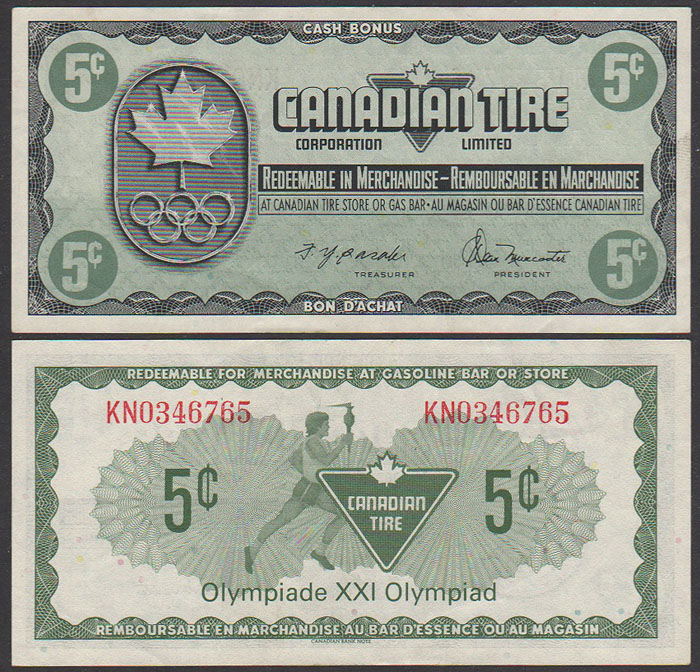 CASH BONUS
5¢ 5¢
CANADIAN TIRE
CORPORATION LIMITED
REDEEMABLE IN MERCHANDISE-REMBOURSABLE EN MARCHANDISE
AT CANADIAN TIRE STORE OR GAS BAR•AU MAGASIN OU BAR D'ESSENCE CANADIAN TIRE
5¢ 5¢
TREASURER PRESIDENT
BON D'ACHAT
REDEEMABLE FOR MERCHANDISE AT GASOLINE BAR OR STORE
KN0346765 KN0346765
5¢ CANADIAN TIRE 5¢
Olympiade XXI Olympiad
REMBOURSABLE EN MARCHANDISE AU BAR D'ESSENCE OU AU MAGASIN
CANADIAN BANK NOTE